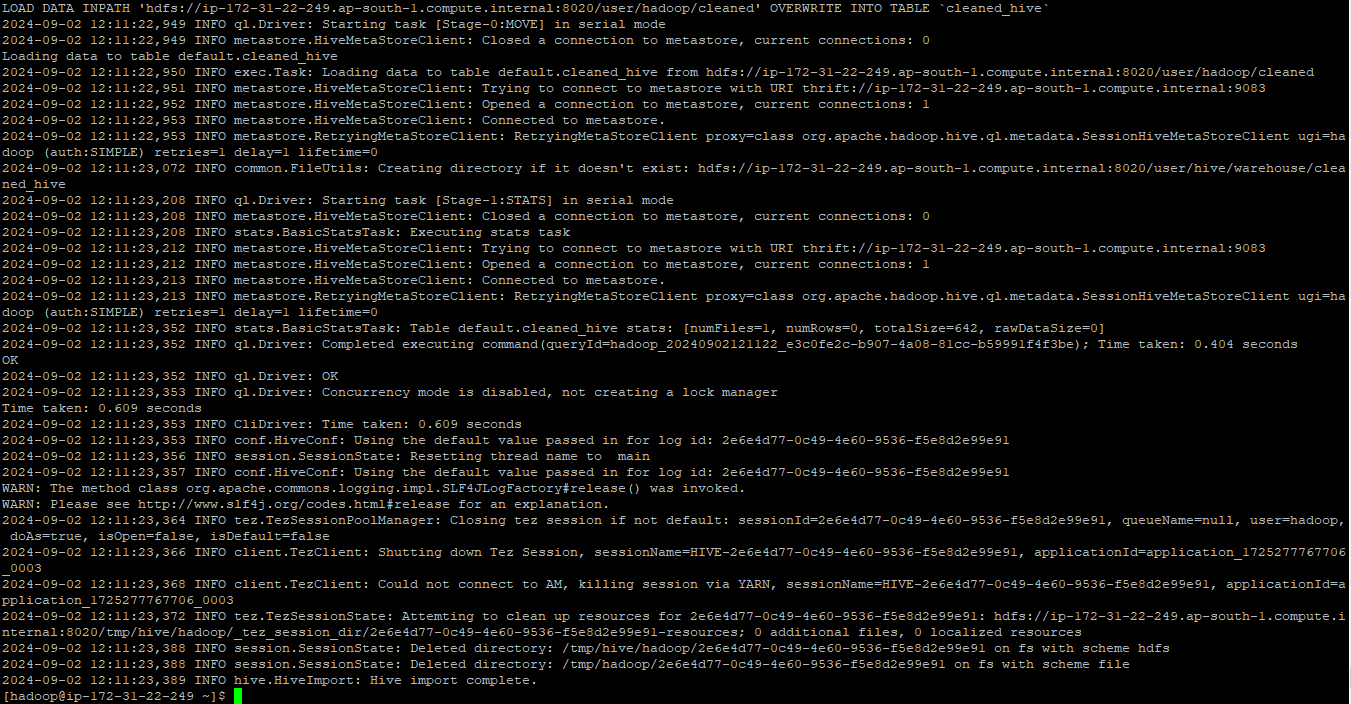 LOAD DATA INPATH 'hdfs://ip-172-31-22-249.ap-south-1.compute.internal:8020/user/hadoop/cleaned' OVERWRITE INTO TABLE `cleaned_hive`
2024-09-02 12:11:22,949 INFO ql.Driver: Starting task [Stage-0:MOVE] in serial mode
2024-09-02 12:11:22,949 INFO metastore.HiveMetaStoreClient: Closed a connection to metastore, current connections: 0
Loading data to table default.cleaned_hive
2024-09-02 12:11:22,950 INFO exec.Task: Loading data to table default.cleaned_hive from hdfs://ip-172-31-22-249.ap-south-1.compute.internal:8020/user/hadoop/cleaned
2024-09-02 12:11:22,951 INFO metastore.HiveMetaStoreClient: Trying to connect to metastore with URI thrift://ip-172-31-22-249.ap-south-1.compute.internal:9083
2024-09-02 12:11:22,952 INFO metastore.HiveMetaStoreClient: Opened a connection to metastore, current connections: 1
2024-09-02 12:11:22,953 INFO metastore.HiveMetaStoreClient: Connected to metastore.
2024-09-02 12:11:22,953 INFO metastore.RetryingMetaStoreClient: RetryingMetaStoreClient proxy=class org.apache.hadoop.hive.ql.metadata.SessionHiveMetaStoreClient ugi=ha
doop (auth:SIMPLE) retries=1 delay=1 lifetime=0
2024-09-02 12:11:23,072 INFO common.FileUtils: Creating directory if it doesn't exist: hdfs://ip-172-31-22-249.ap-south-1.compute.internal:8020/user/hive/warehouse/clea
ned_hive
2024-09-02 12:11:23,208 INFO ql.Driver: Starting task [Stage-1:STATS] in serial mode
2024-09-02 12:11:23,208 INFO metastore.HiveMetaStoreClient: Closed a connection to metastore, current connections: 0
2024-09-02 12:11:23,208 INFO stats.BasicStatsTask: Executing stats task
2024-09-02 12:11:23,212 INFO metastore.HiveMetaStoreClient: Trying to connect to metastore with URI thrift://ip-172-31-22-249.ap-south-1.compute.internal:9083
2024-09-02 12:11:23,212 INFO metastore.HiveMetaStoreClient: Opened a connection to metastore, current connections: 1
2024-09-02 12:11:23,213 INFO metastore.HiveMetaStoreClient: Connected to metastore.
2024-09-02 12:11:23,213 INFO metastore.RetryingMetaStoreClient: RetryingMetaStoreClient proxy=class org.apache.hadoop.hive.ql.metadata.SessionHiveMetaStoreClient ugi=ha
doop (auth:SIMPLE) retries=1 delay=1 lifetime=0
2024-09-02 12:11:23,352 INFO stats.BasicStatsTask: Table default.cleaned_hive stats: [numFiles=1, numRows=0, totalSize=642, rawDataSize=0]
2024-09-02 12:11:23,352 INFO ql.Driver: Completed executing command(queryId=hadoop_20240902121122_e3c0fe2c-b907-4a08-81cc-b59991f4f3be); Time taken: 0.404 seconds
OK
2024-09-02 12:11:23,352 INFO ql.Driver: OK
2024-09-02 12:11:23,353 INFO ql.Driver: Concurrency mode is disabled, not creating a lock manager
Time taken: 0.609 seconds
2024-09-02 12:11:23,353 INFO CliDriver: Time taken: 0.609 seconds
2024-09-02 12:11:23,353 INFO conf.HiveConf: Using the default value passed in for log id: 2e6e4d77-0c49-4e60-9536-f5e8d2e99e91
2024-09-02 12:11:23,356 INFO session.SessionState: Resetting thread name to  main
2024-09-02 12:11:23,357 INFO conf.HiveConf: Using the default value passed in for log id: 2e6e4d77-0c49-4e60-9536-f5e8d2e99e91
WARN: The method class org.apache.commons.logging.impl.SLF4JLogFactory#release() was invoked.
WARN: Please see http://www.slf4j.org/codes.html#release for an explanation.
2024-09-02 12:11:23,364 INFO tez.TezSessionPoolManager: Closing tez session if not default: sessionId=2e6e4d77-0c49-4e60-9536-f5e8d2e99e91, queueName=null, user=hadoop,
 doAs=true, isOpen=false, isDefault=false
2024-09-02 12:11:23,366 INFO client.TezClient: Shutting down Tez Session, sessionName=HIVE-2e6e4d77-0c49-4e60-9536-f5e8d2e99e91, applicationId=application_1725277767706
_0003
2024-09-02 12:11:23,368 INFO client.TezClient: Could not connect to AM, killing session via YARN, sessionName=HIVE-2e6e4d77-0c49-4e60-9536-f5e8d2e99e91, applicationId=a
pplication_1725277767706_0003
2024-09-02 12:11:23,372 INFO tez.TezSessionState: Attemting to clean up resources for 2e6e4d77-0c49-4e60-9536-f5e8d2e99e91: hdfs://ip-172-31-22-249.ap-south-1.compute.i
nternal:8020/tmp/hive/hadoop/_tez_session_dir/2e6e4d77-0c49-4e60-9536-f5e8d2e99e91-resources; 0 additional files, 0 localized resources
2024-09-02 12:11:23,388 INFO session.SessionState: Deleted directory: /tmp/hive/hadoop/2e6e4d77-0c49-4e60-9536-f5e8d2e99e91 on fs with scheme hdfs
2024-09-02 12:11:23,388 INFO session.SessionState: Deleted directory: /tmp/hadoop/2e6e4d77-0c49-4e60-9536-f5e8d2e99e91 on fs with scheme file
2024-09-02 12:11:23,389 INFO hive.HiveImport: Hive import complete.
[hadoop@ip-172-31-22-249 ~]$